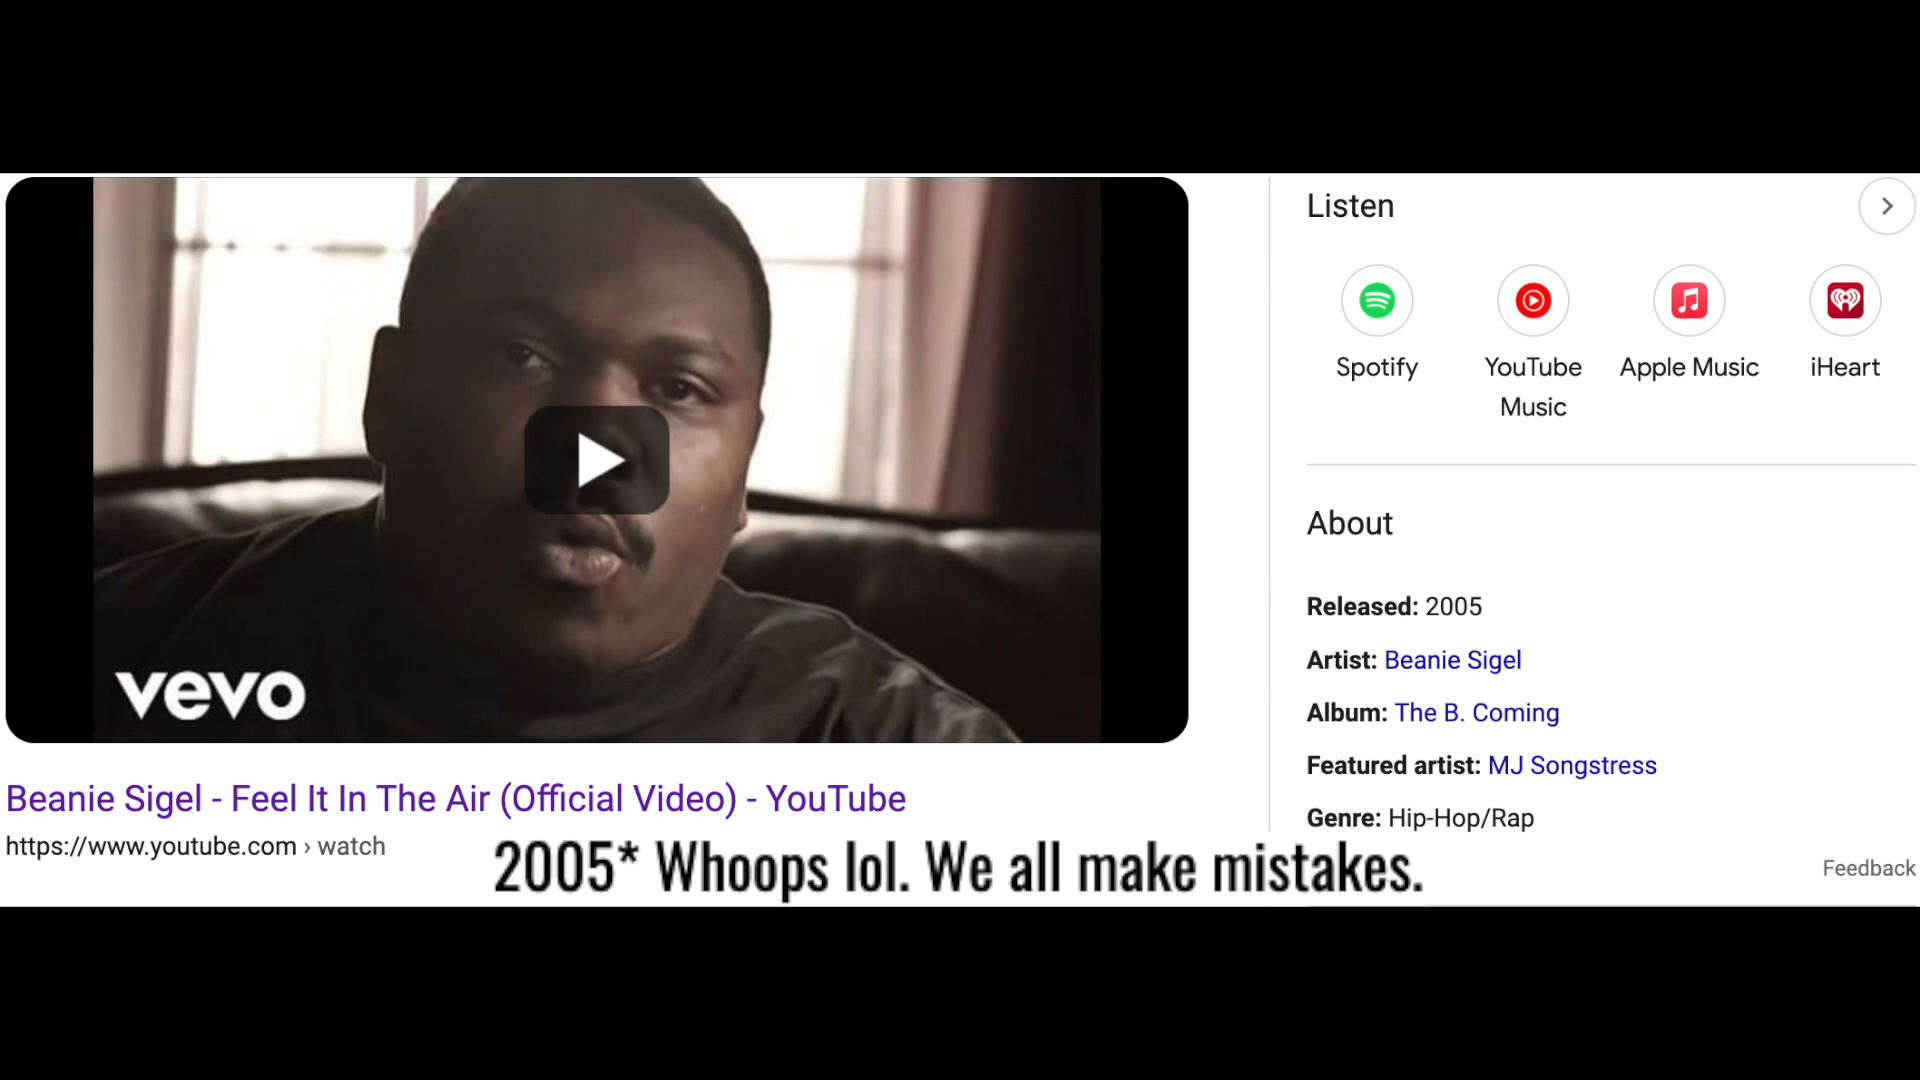 vevo
Beanie Sigel - Feel It In The Air (Official Video) - YouTube
https://www.youtube.com › watch
Listen
Spotify
YouTube
Music
Apple Music
iHeart
About
Released: 2005
Artist: Beanie Sigel
Album: The B. Coming
Featured artist: MJ Songstress
Genre: Hip-Hop/Rap
Feedback
2005* Whoops lol. We all make mistakes.